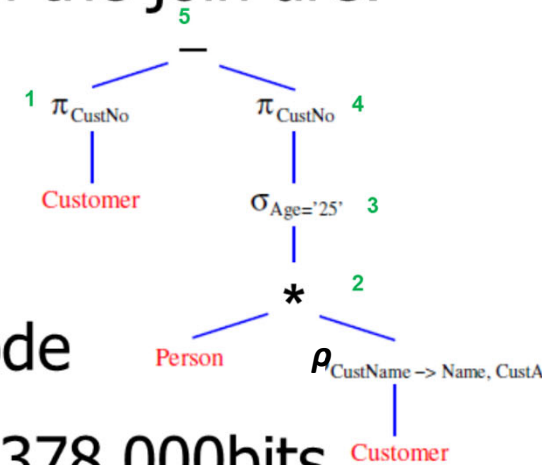 5
−
1 π CustNo π CustNo 4
Customer σ Age='25' 3
* 2
de Person ρ CustName −> Name, CustA
378 000bits Customer